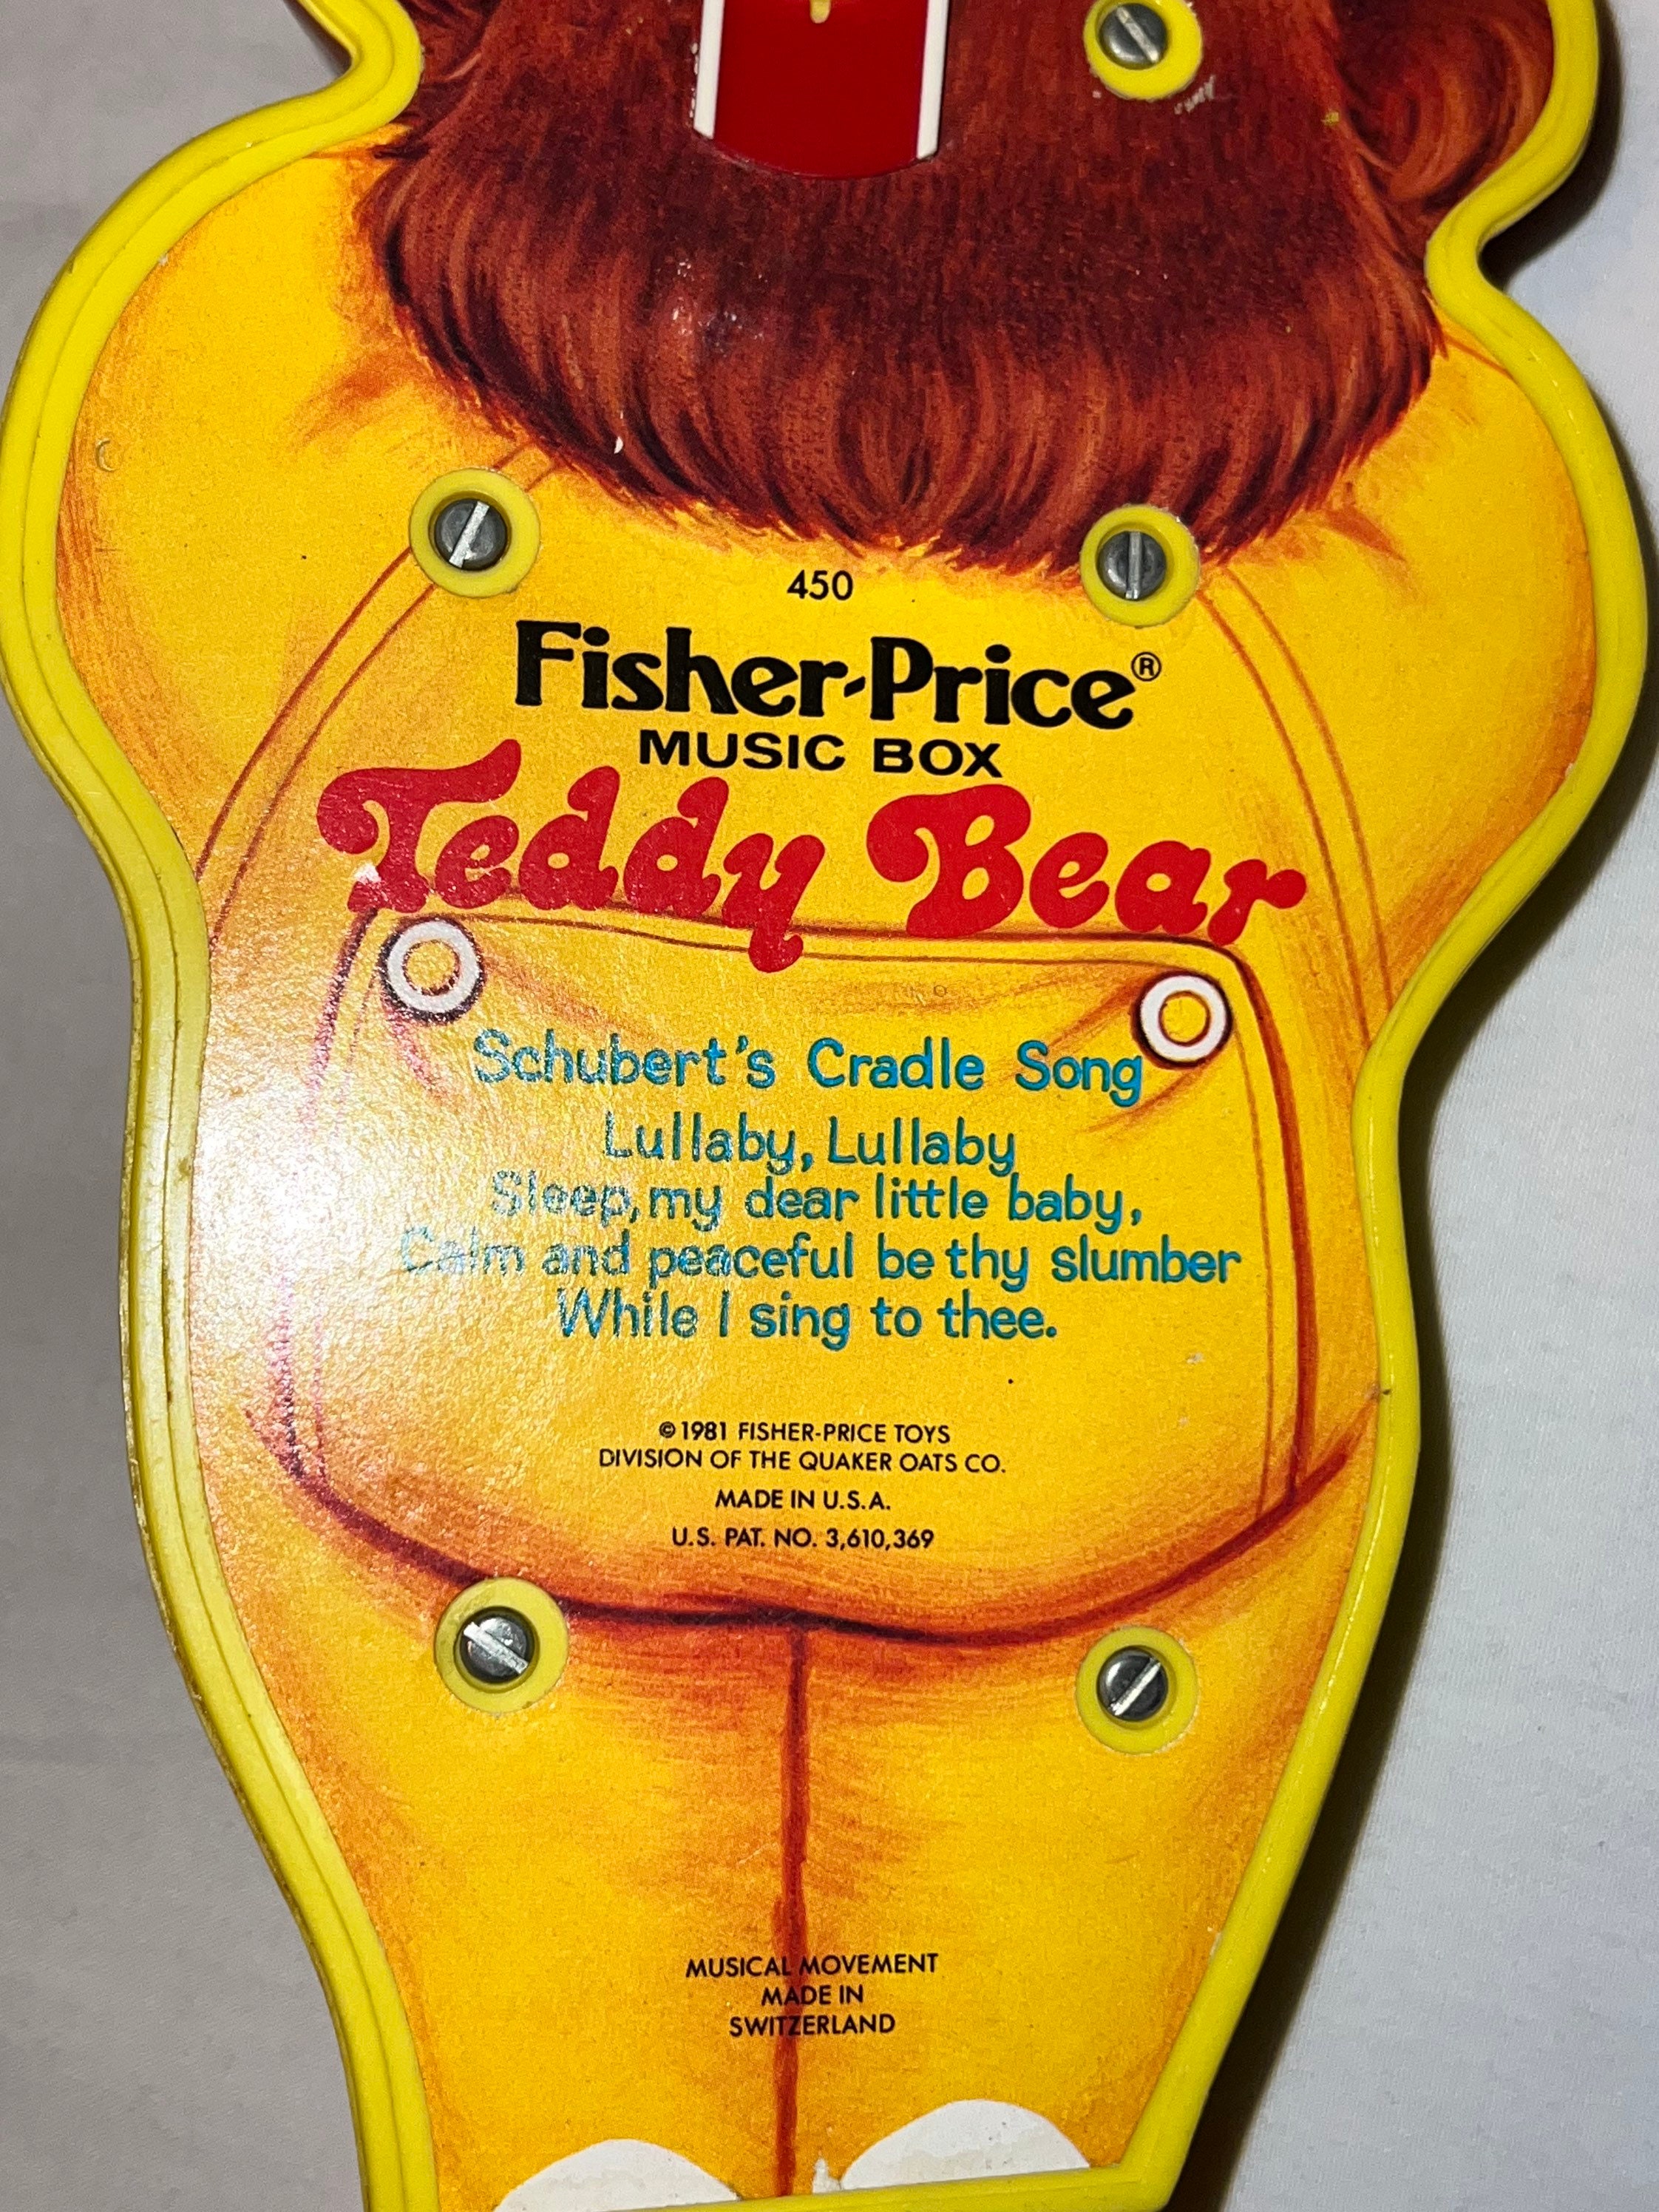 450
Fisher-Price®
MUSIC BOX
Teddy Bear
Schubert's Cradle Song
Lullaby, Lullaby
Sleep, my dear little baby,
Calm and peaceful be thy slumber
While I sing to thee.
© 1981 FISHER-PRICE TOYS
DIVISION OF THE QUAKER OATS CO.
MADE IN U.S.A.
U.S. PAT. NO. 3,610,369
MUSICAL MOVEMENT
MADE IN
SWITZERLAND